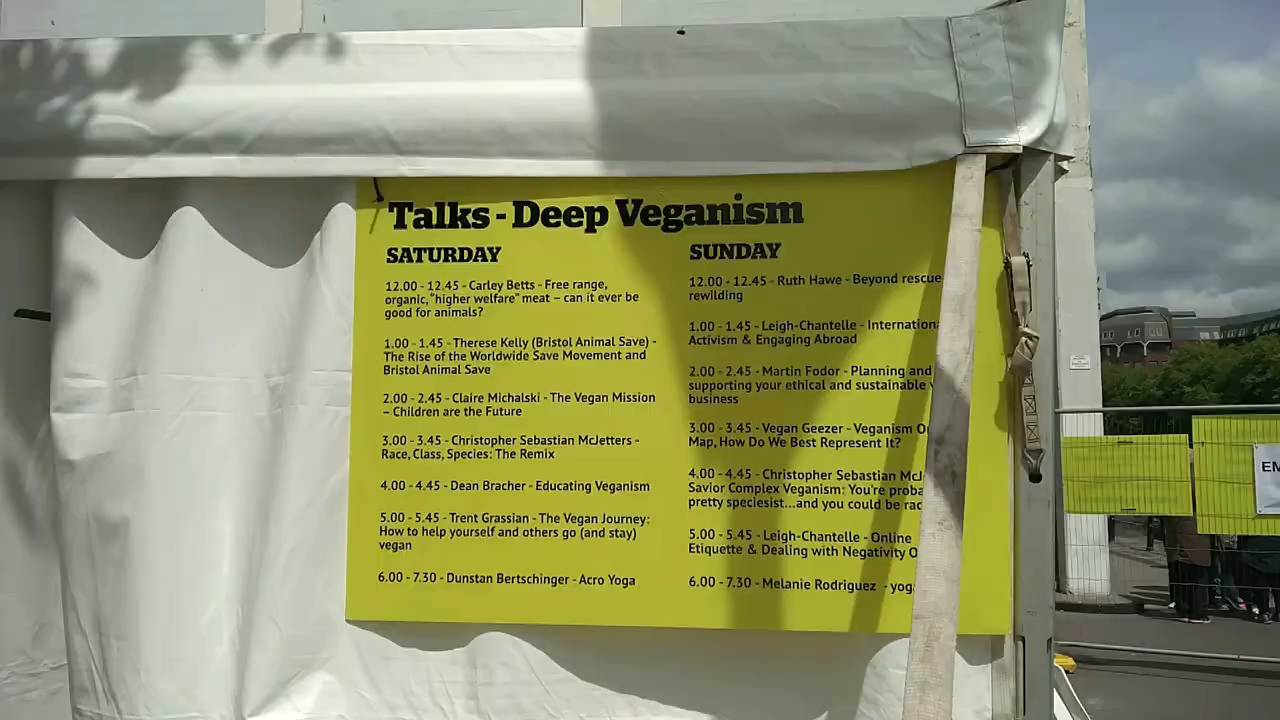 Talks - Deep Veganism
SATURDAY
12.00 - 12.45 - Carley Betts - Free range,
organic, “higher welfare” meat – can it ever be
good for animals?
1.00 - 1.45 - Therese Kelly (Bristol Animal Save) -
The Rise of the Worldwide Save Movement and
Bristol Animal Save
2.00 - 2.45 - Claire Michalski - The Vegan Mission
– Children are the Future
3.00 - 3.45 - Christopher Sebastian McJetters -
Race, Class, Species: The Remix
4.00 - 4.45 - Dean Bracher - Educating Veganism
5.00 - 5.45 - Trent Grassian - The Vegan Journey:
How to help yourself and others go (and stay)
vegan
6.00 - 7.30 - Dunstan Bertschinger - Acro Yoga
SUNDAY
12.00 - 12.45 - Ruth Hawe - Beyond rescue
rewilding
1.00 - 1.45 - Leigh-Chantelle -
Activism & Engaging Abroad
2.00 - 2.45 - Martin Fodor - Planning and
supporting your ethical and sustainable
business
3.00 - 3.45 - Vegan Geezer - Veganism
Map, How Do We Best Represent It?
4.00 - 4.45 - Christopher Sebastian
Savior Complex Veganism: You're
pretty speciesist...and you could be
5.00 - 5.45 - Leigh-Chantelle - Online
Etiquette & Dealing with Negativity
6.00 - 7.30 - Melanie Rodriguez -